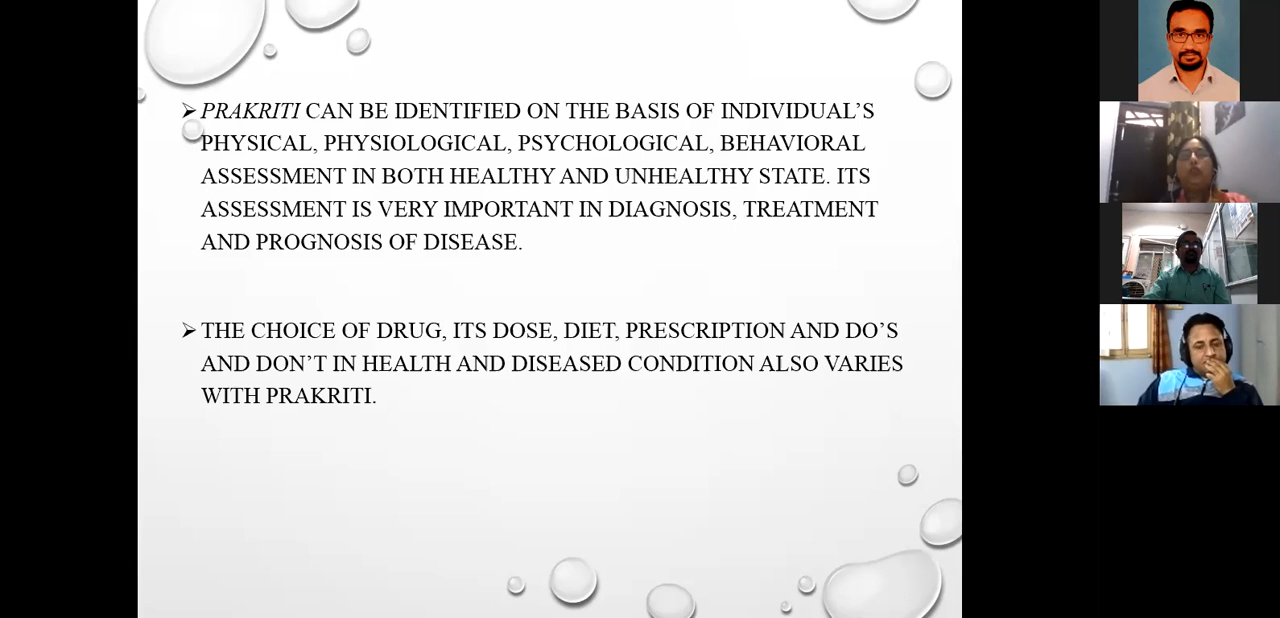 ➢ PRAKRITI CAN BE IDENTIFIED ON THE BASIS OF INDIVIDUAL’S
PHYSICAL, PHYSIOLOGICAL, PSYCHOLOGICAL, BEHAVIORAL
ASSESSMENT IN BOTH HEALTHY AND UNHEALTHY STATE. ITS
ASSESSMENT IS VERY IMPORTANT IN DIAGNOSIS, TREATMENT
AND PROGNOSIS OF DISEASE.
➢ THE CHOICE OF DRUG, ITS DOSE, DIET, PRESCRIPTION AND DO’S
AND DON’T IN HEALTH AND DISEASED CONDITION ALSO VARIES
WITH PRAKRITI.